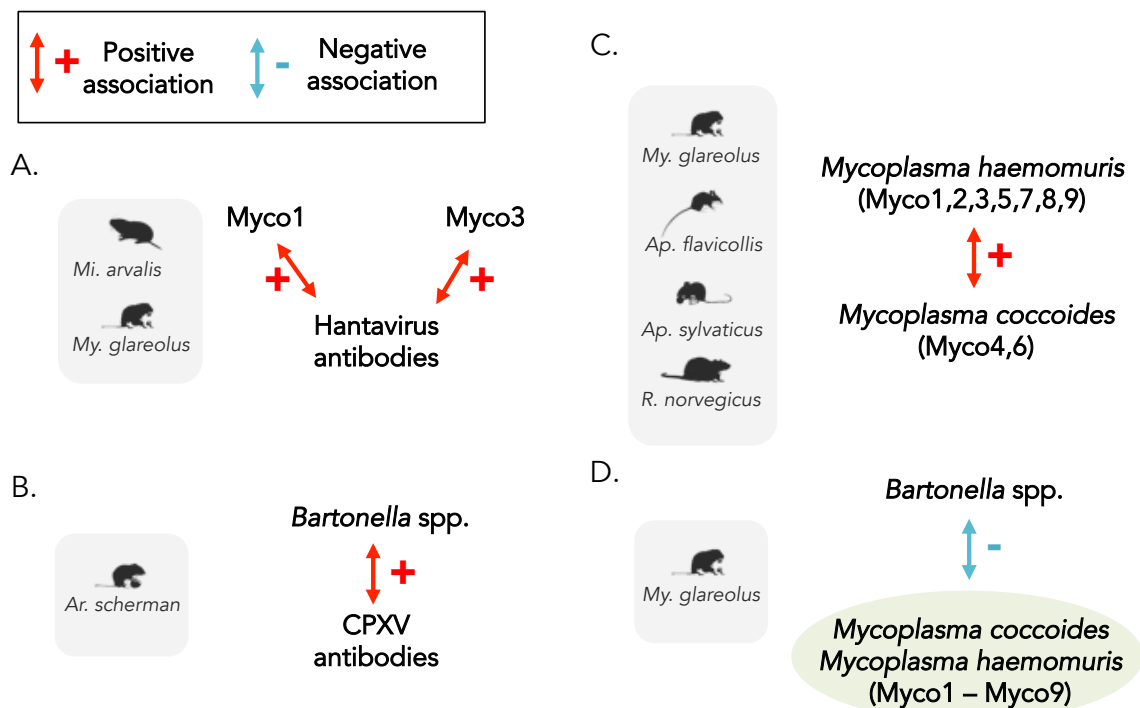 + Positive association
- Negative association
A.
Mi. arvalis
My. glareolus
Myco1
Myco3
+
+
Hantavirus
antibodies
B.
Ar. scherman
Bartonella spp.
+
CPXV
antibodies
C.
My. glareolus
Ap. flavicollis
Ap. sylvaticus
R. norvegicus
Mycoplasma haemomuris
(Myco1,2,3,5,7,8,9)
+
Mycoplasma coccoides
(Myco4,6)
D.
My. glareolus
Bartonella spp.
-
Mycoplasma coccoides
Mycoplasma haemomuris
(Myco1 – Myco9)